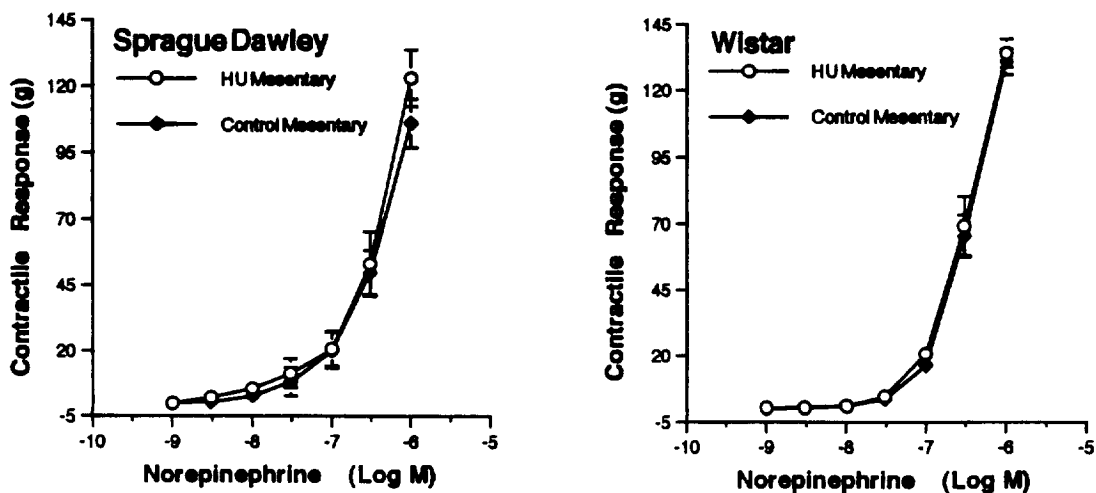 145
120
95
70
45
20
-5
Contractile Response (g)
Sprague Dawley
HU Mesentary
Control Mesentary
-10 -9 -8 -7 -6 -5
Norepinephrine (Log M)
145
120
95
70
45
20
-5
Contractile Response (g)
Wistar
HU Mesentary
Control Mesentary
-10 -9 -8 -7 -6 -5
Norepinephrine (Log M)